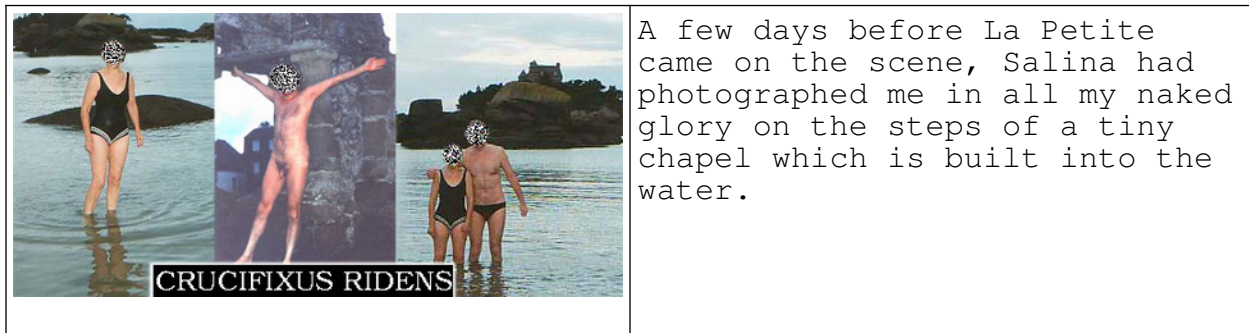 A few days before La Petite
came on the scene, Salina had
photographed me in all my naked
glory on the steps of a tiny
chapel which is built into the
water.
CRUCIFIXUS RIDENS